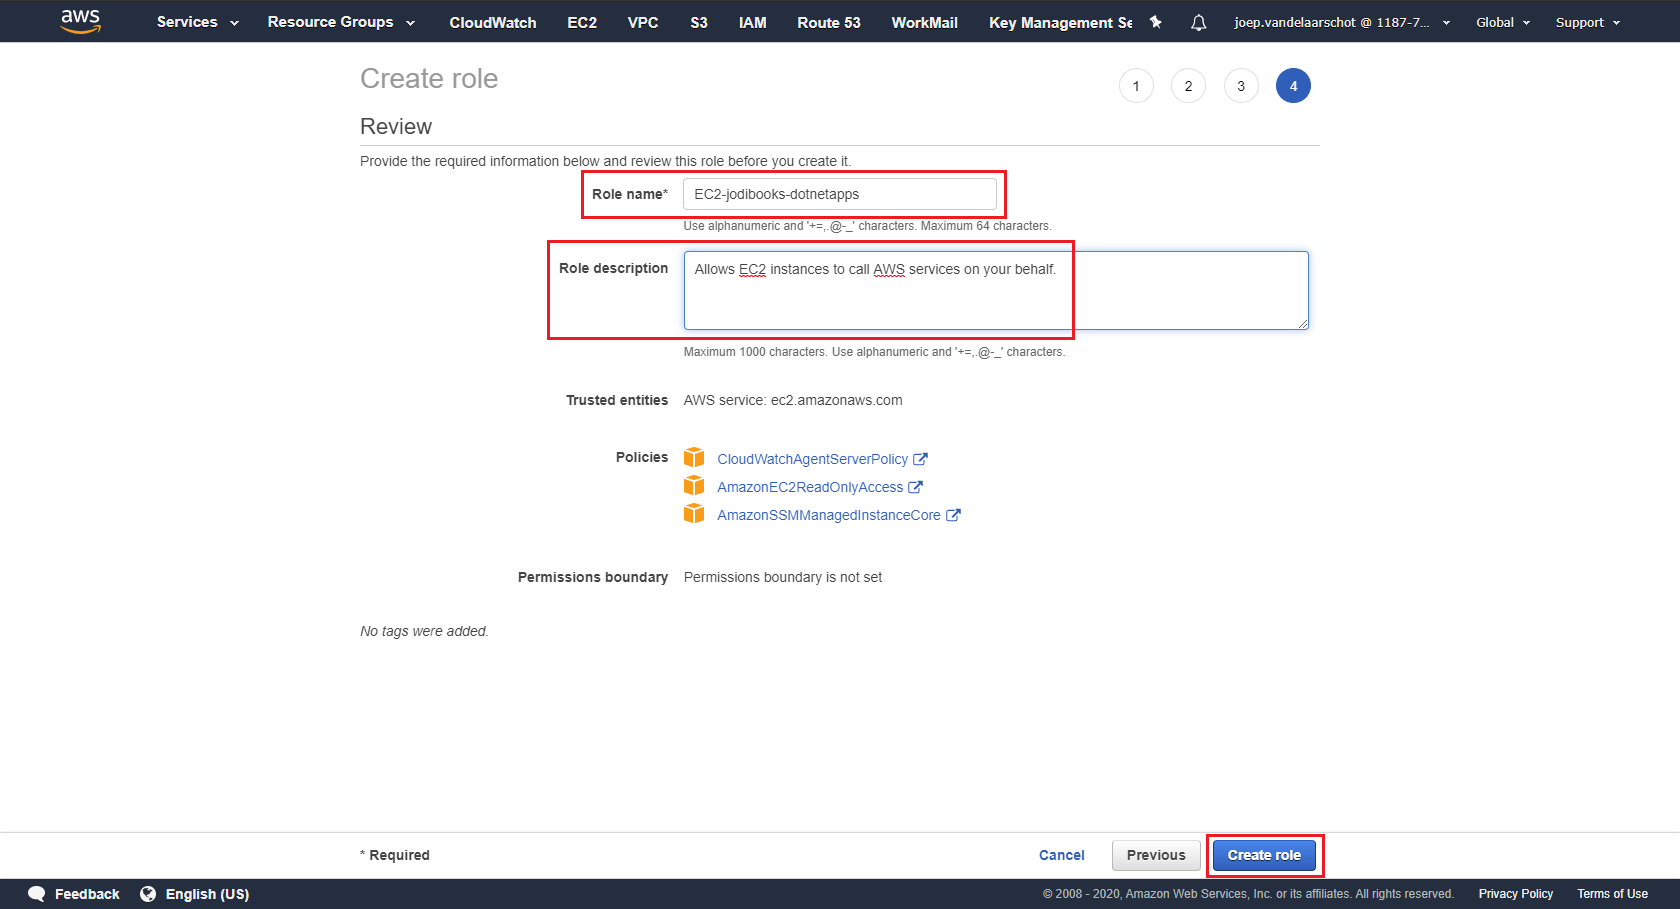 aws Services Resource Groups CloudWatch EC2 VPC S3 IAM Route 53 WorkMail Key Management Se joep.vandelaarschot @ 1187-7... Global Support
Create role
1 2 3 4
Review
Provide the required information below and review this role before you create it.
Role name* EC2-jodibooks-dotnetapps
Use alphanumeric and '+=,.@-_' characters. Maximum 64 characters.
Role description Allows EC2 instances to call AWS services on your behalf.
Maximum 1000 characters. Use alphanumeric and '+=,.@-_' characters.
Trusted entities AWS service: ec2.amazonaws.com
Policies CloudWatchAgentServerPolicy
AmazonEC2ReadOnlyAccess
AmazonSSMManagedInstanceCore
Permissions boundary Permissions boundary is not set
No tags were added.
* Required Cancel Previous Create role
Feedback English (US) © 2008 - 2020, Amazon Web Services, Inc. or its affiliates. All rights reserved. Privacy Policy Terms of Use